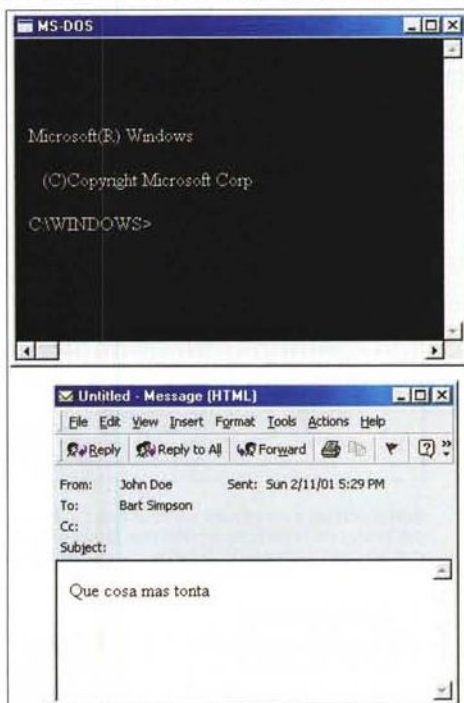 MS-DOS
Microsoft(R) Windows
(C)Copyright Microsoft Corp
C:\WINDOWS>
Untitled - Message (HTML)
File Edit View Insert Format Tools Actions Help
Reply Reply to All Forward
From: John Doe Sent: Sun 2/11/01 5:29 PM
To: Bart Simpson
Cc:
Subject:
Que cosa mas tonta